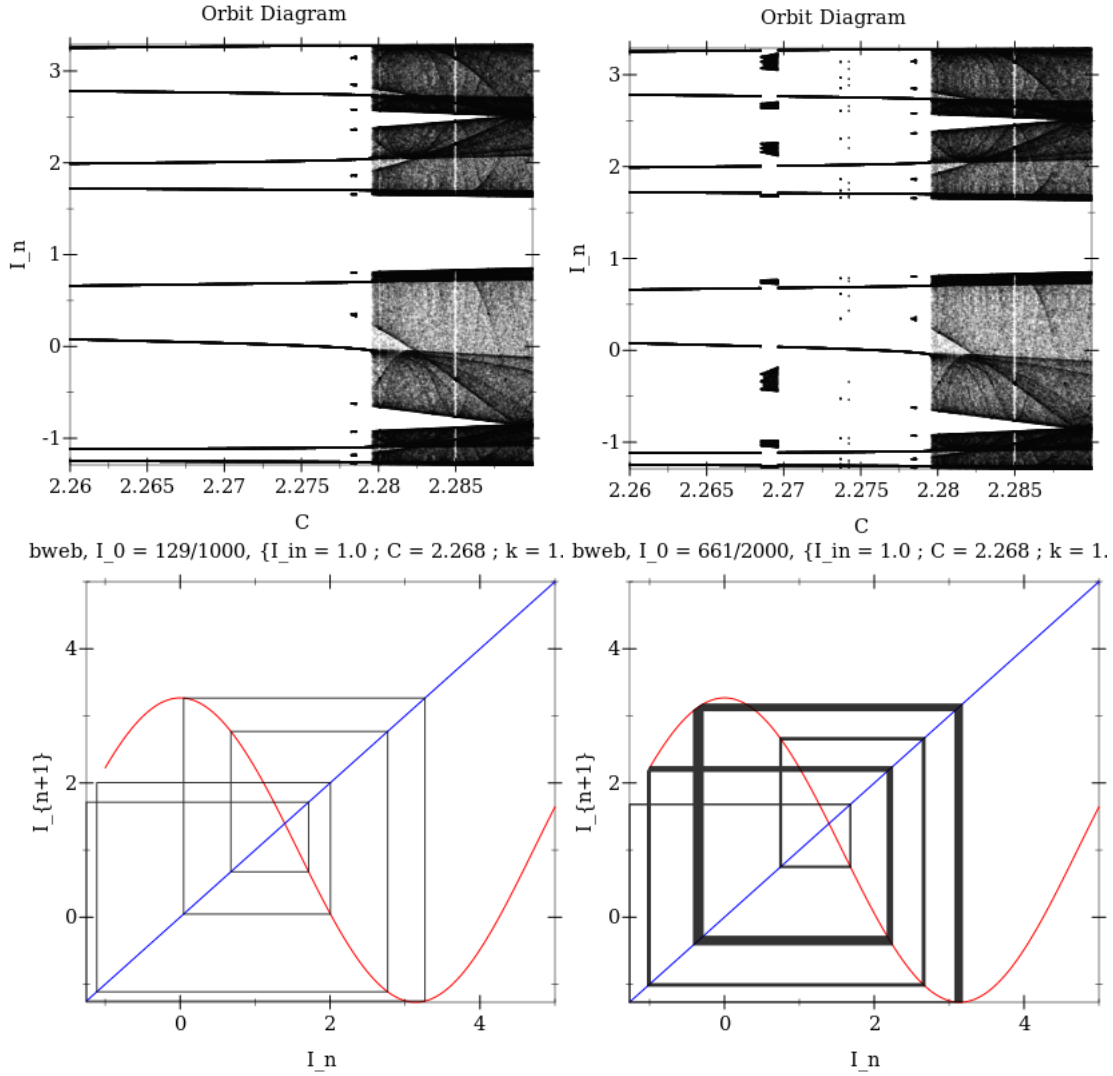 Orbit Diagram
Orbit Diagram
3
2
1
0
-1
I_n
2.26
2.265
2.27
2.275
2.28
2.285
C
3
2
1
0
-1
I_n
2.26
2.265
2.27
2.275
2.28
2.285
C
bweb, I_0 = 129/1000, {I_in = 1.0 ; C = 2.268 ; k = 1.
bweb, I_0 = 661/2000, {I_in = 1.0 ; C = 2.268 ; k = 1.
4
2
0
I_{n+1}
0
2
4
I_n
4
2
0
I_{n+1}
0
2
4
I_n